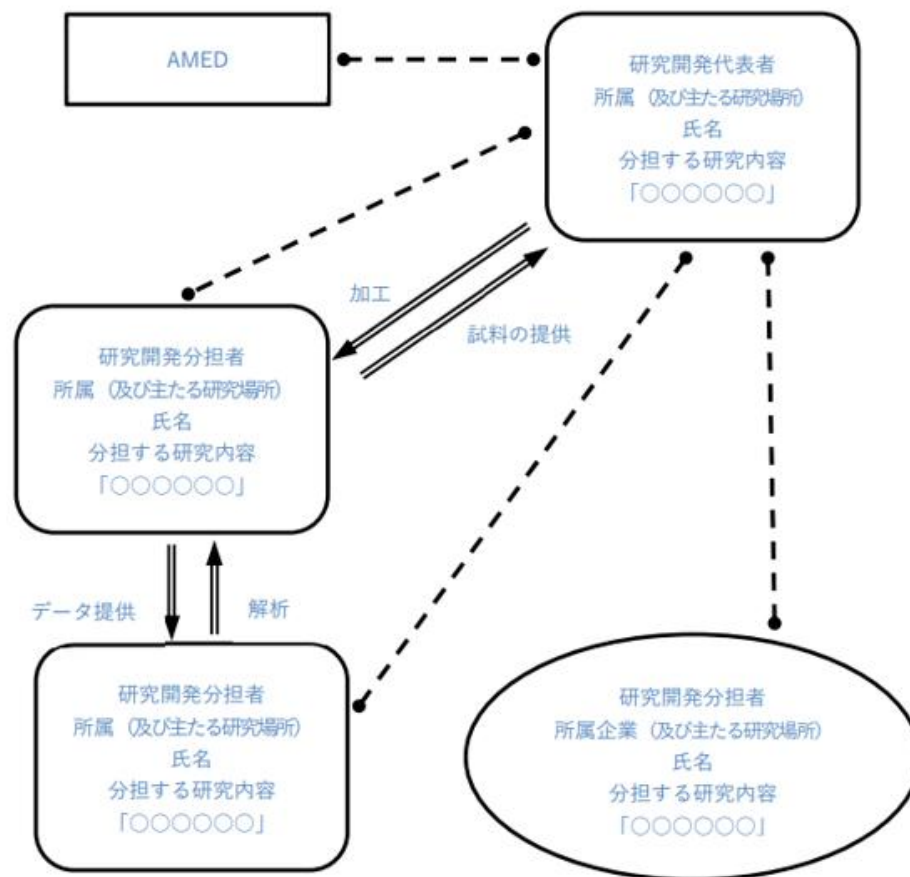 AMED
研究開発代表者
所属（及び主たる研究場所）
氏名
分担する研究内容
「○○○○○○」
加工
試料の提供
研究開発分担者
所属（及び主たる研究場所）
氏名
分担する研究内容
「○○○○○○」
データ提供
解析
研究開発分担者
所属（及び主たる研究場所）
氏名
分担する研究内容
「○○○○○○」
研究開発分担者
所属企業（及び主たる研究場所）
氏名
分担する研究内容
「○○○○○○」